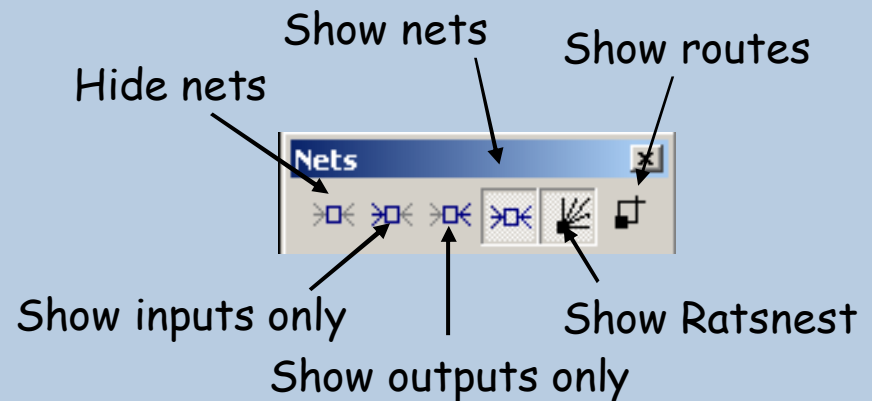 Show nets
Show routes
Hide nets
Nets
Show inputs only
Show Ratsnest
Show outputs only